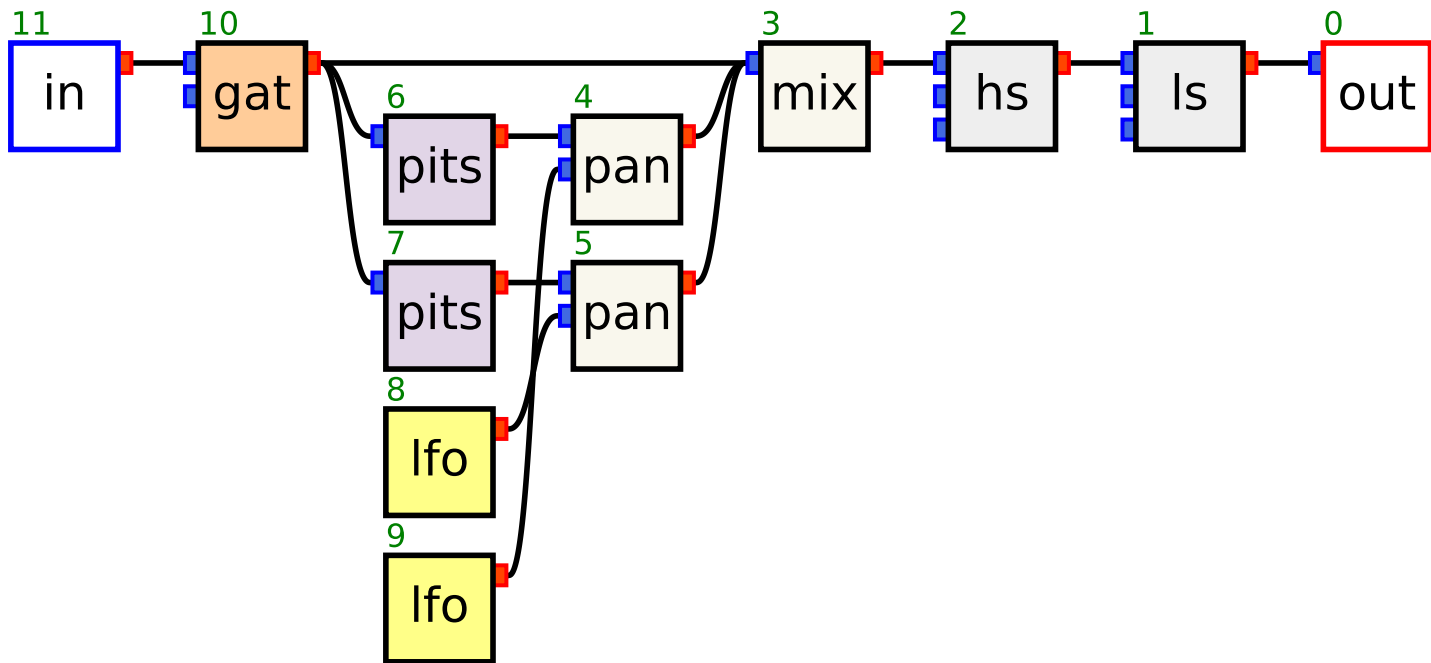 11 10 3 2 1 0
in gat mix hs ls out
6 4
pits pan
7 5
pits pan
8
lfo
9
lfo